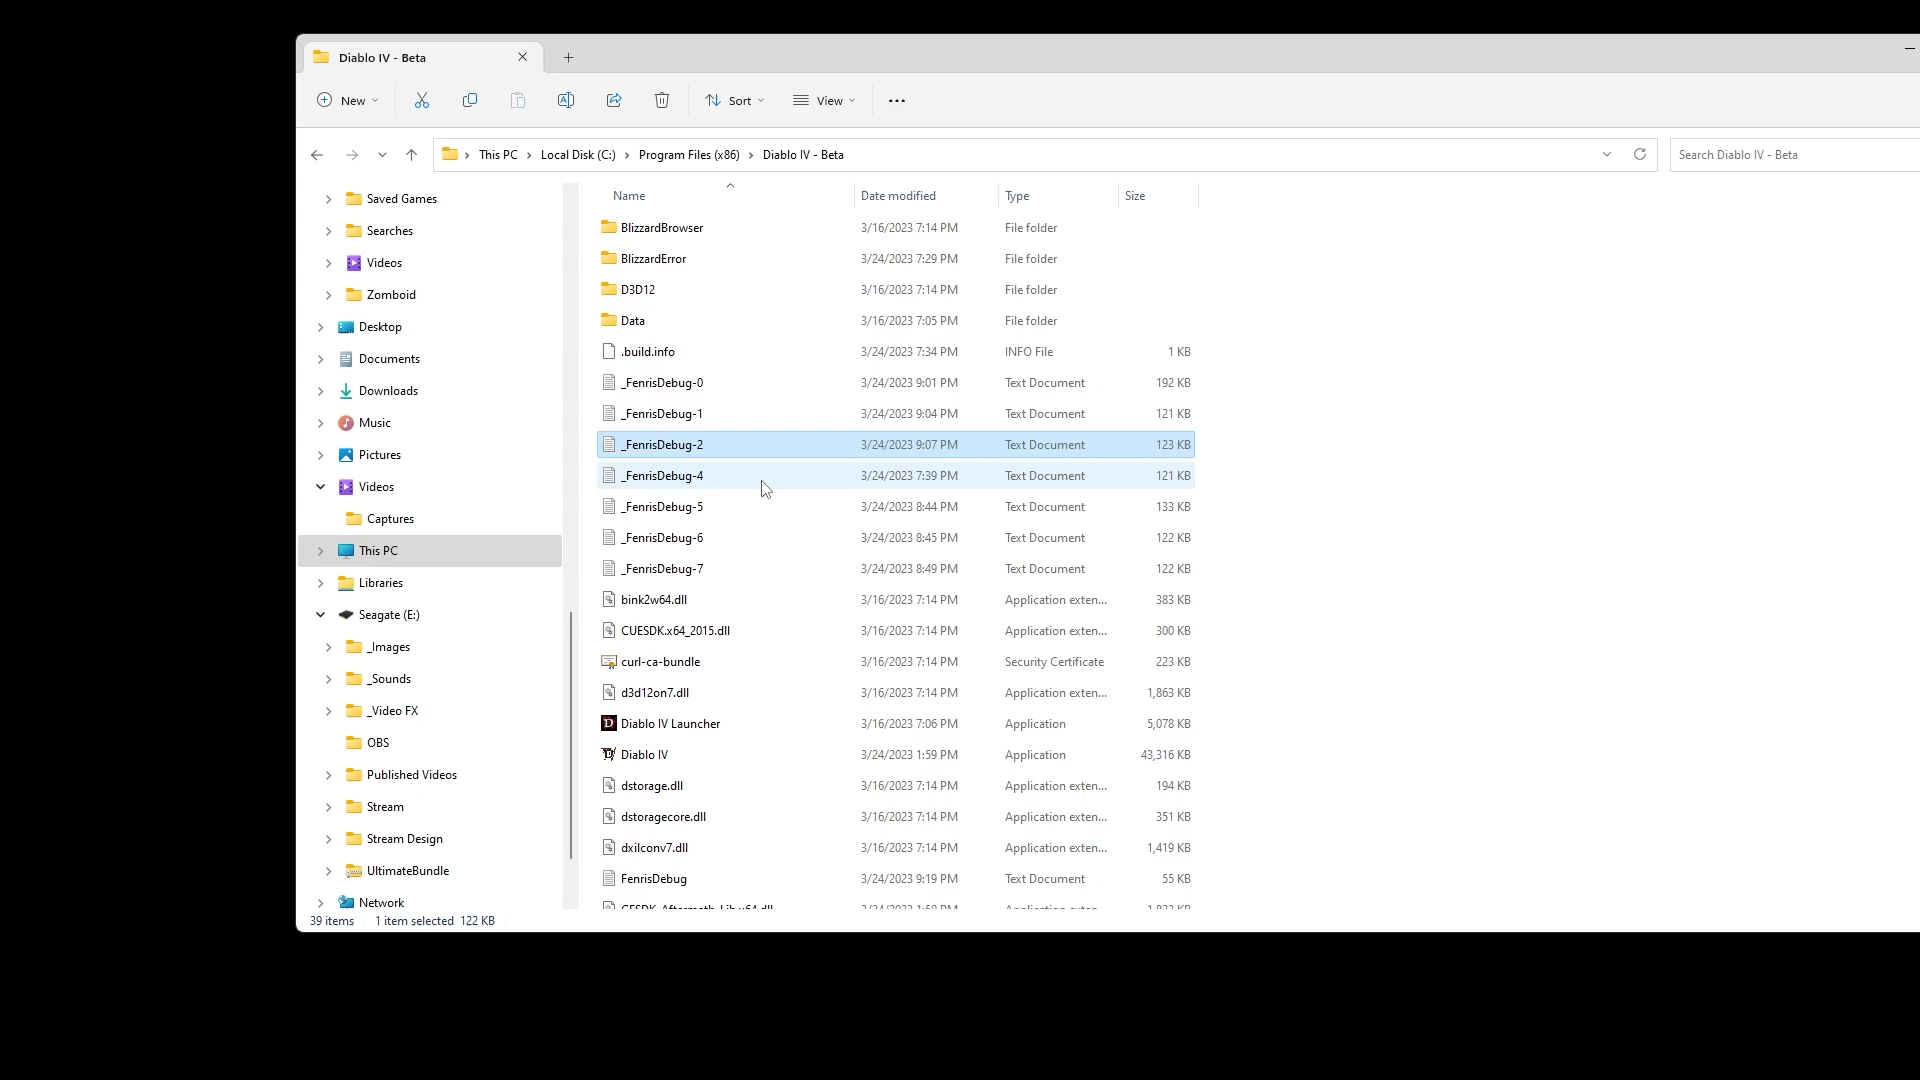 Diablo IV - Beta
New
Sort
View
This PC
Local Disk (C:)
Program Files (x86)
Diablo IV - Beta
Search Diablo IV - Beta
Saved Games
Searches
Videos
Zomboid
Desktop
Documents
Downloads
Music
Pictures
Videos
Captures
This PC
Libraries
Seagate (E:)
_Images
_Sounds
_Video FX
OBS
Published Videos
Stream
Stream Design
UltimateBundle
Network
Name Date modified Type Size
BlizzardBrowser 3/16/2023 7:14 PM File folder
BlizzardError 3/24/2023 7:29 PM File folder
D3D12 3/16/2023 7:14 PM File folder
Data 3/16/2023 7:05 PM File folder
.build.info 3/24/2023 7:34 PM INFO File 1 KB
_FenrisDebug-0 3/24/2023 9:01 PM Text Document 192 KB
_FenrisDebug-1 3/24/2023 9:04 PM Text Document 121 KB
_FenrisDebug-2 3/24/2023 9:07 PM Text Document 123 KB
_FenrisDebug-4 3/24/2023 7:39 PM Text Document 121 KB
_FenrisDebug-5 3/24/2023 8:44 PM Text Document 133 KB
_FenrisDebug-6 3/24/2023 8:45 PM Text Document 122 KB
_FenrisDebug-7 3/24/2023 8:49 PM Text Document 122 KB
bink2w64.dll 3/16/2023 7:14 PM Application exten... 383 KB
CUESDK.x64_2015.dll 3/16/2023 7:14 PM Application exten... 300 KB
curl-ca-bundle 3/16/2023 7:14 PM Security Certificate 223 KB
d3d12on7.dll 3/16/2023 7:14 PM Application exten... 1,863 KB
Diablo IV Launcher 3/16/2023 7:06 PM Application 5,078 KB
Diablo IV 3/24/2023 1:59 PM Application 43,316 KB
dstorage.dll 3/16/2023 7:14 PM Application exten... 194 KB
dstoragecore.dll 3/16/2023 7:14 PM Application exten... 351 KB
dxilconv7.dll 3/16/2023 7:14 PM Application exten... 1,419 KB
FenrisDebug 3/24/2023 9:19 PM Text Document 55 KB
39 items 1 item selected 122 KB